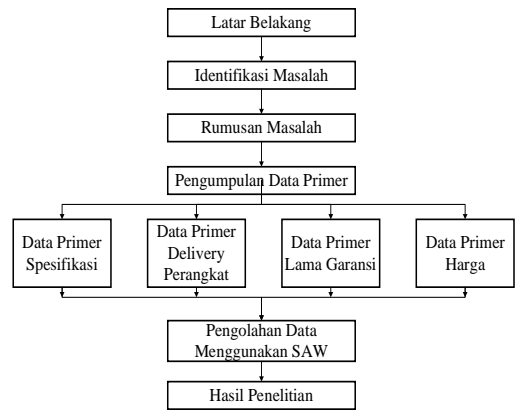 Latar Belakang
Identifikasi Masalah
Rumusan Masalah
Pengumpulan Data Primer
Data Primer
Spesifikasi
Data Primer
Delivery
Perangkat
Data Primer
Lama Garansi
Data Primer
Harga
Pengolahan Data
Menggunakan SAW
Hasil Penelitian